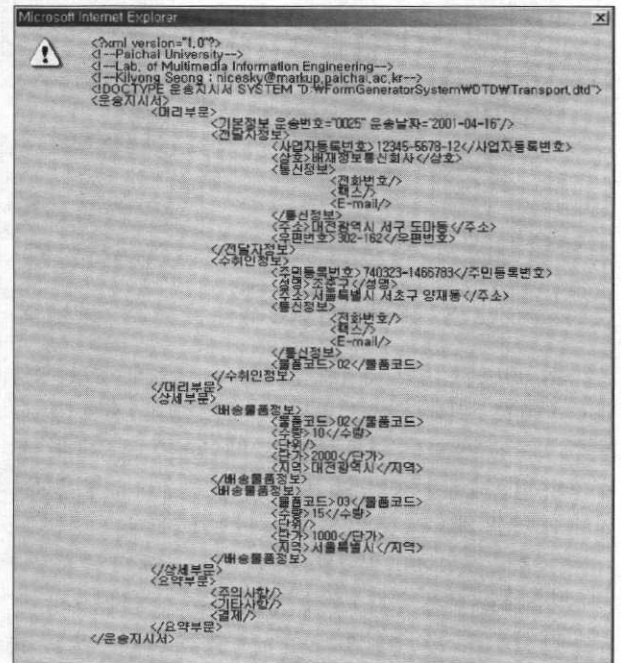 Microsoft Internet Explorer
<?xml version="1.0"?>
<!--Paichai University-->
<!--Lab. of Multimedia Information Engineering-->
<!--Kilyong Seong : nicesky@markup.paichai.ac.kr-->
<!DOCTYPE 운송지시서 SYSTEM "D:₩FormGeneratorSystem₩DTD₩Transport.dtd">
<운송지시서>
<머리부문>
<기본정보 운송번호="0025" 운송날짜="2001-04-16"/>
<전달자정보>
<사업자등록번호>12345-5678-12</사업자등록번호>
<상호>배재정보통신회사</상호>
<통신정보>
<전화번호/>
<팩스/>
<E-mail/>
</통신정보>
<주소>대전광역시 서구 도마동</주소>
<우편번호>302-162</우편번호>
</전달자정보>
<수취인정보>
<주민등록번호>740323-1466783</주민등록번호>
<성명>조춘구</성명>
<주소>서울특별시 서초구 양재동</주소>
<통신정보>
<전화번호/>
<팩스/>
<E-mail/>
</통신정보>
<물품코드>02</물품코드>
</수취인정보>
</머리부문>
<상세부문>
<배송물품정보>
<물품코드>02</물품코드>
<수량>10</수량>
<단위/>
<단가>2000</단가>
<지역>대전광역시</지역>
</배송물품정보>
<배송물품정보>
<물품코드>03</물품코드>
<수량>15</수량>
<단위/>
<단가>1000</단가>
<지역>서울특별시</지역>
</배송물품정보>
</상세부문>
<요약부문>
<주의사항/>
<기타사항/>
<결제/>
</요약부문>
</운송지시서>